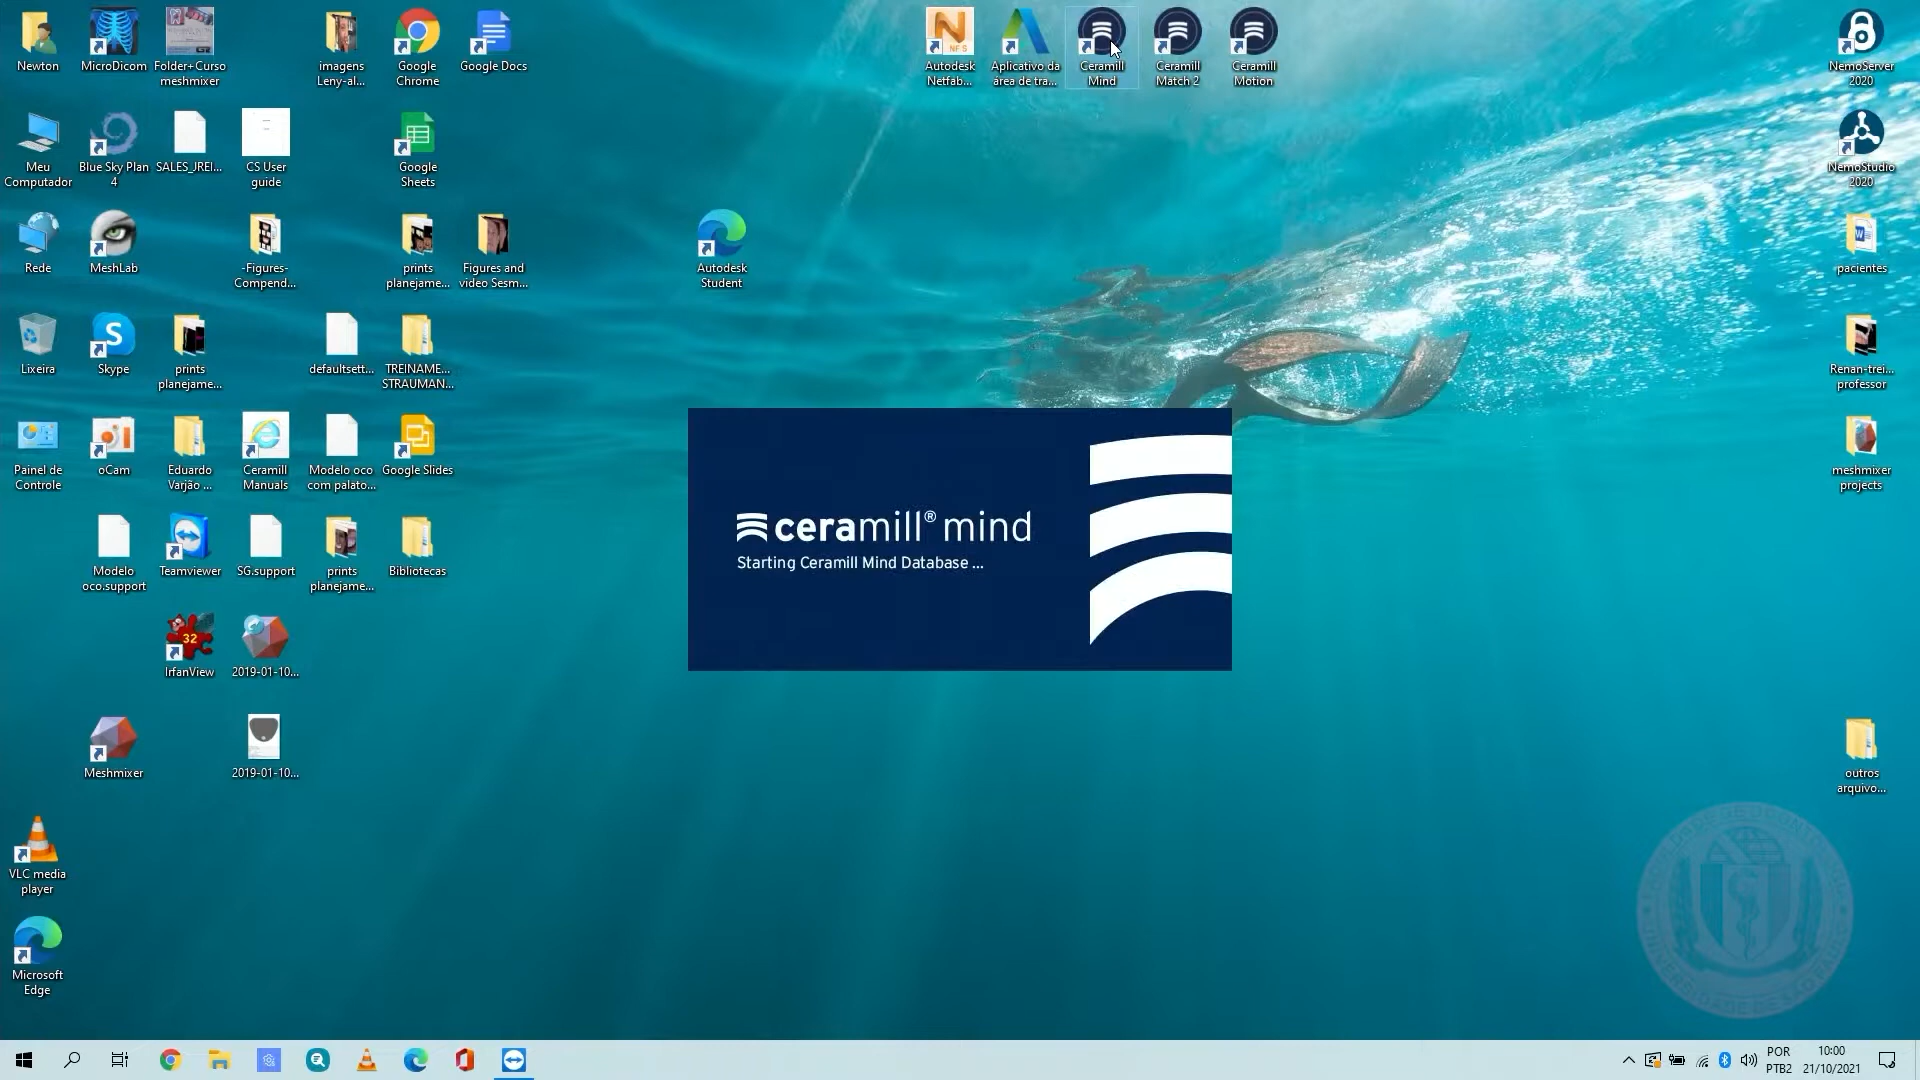 Newton
MicroDicom
Folder+Curso
meshmixer
imagens
Leny-al...
Google
Chrome
Google Docs
Autodesk
Netfab...
Aplicativo da
área de tra...
Ceramill
Mind
Ceramill
Match 2
Ceramill
Motion
NemoServer
2020
Meu
Computador
Blue Sky Plan
4
SALES_JREI...
CS User
guide
Google
Sheets
NemoStudio
2020
Rede
MeshLab
-Figures-
Compend...
prints
planejame...
Figures and
video Sesm...
Autodesk
Student
pacientes
Lixeira
Skype
prints
planejame...
defaultsett...
TREINAME...
STRAUMAN...
Renan-trei...
professor
Painel de
Controle
oCam
Eduardo
Varjão ...
Ceramill
Manuals
Modelo oco
com palato...
Google Slides
meshmixer
projects
ceramill® mind
Starting Ceramill Mind Database ...
Modelo
oco.support
Teamviewer
SG.support
prints
planejame...
Bibliotecas
IrfanView
2019-01-10...
Meshmixer
2019-01-10...
outros
arquivo...
VLC media
player
Microsoft
Edge
POR
PTB2
10:00
21/10/2021